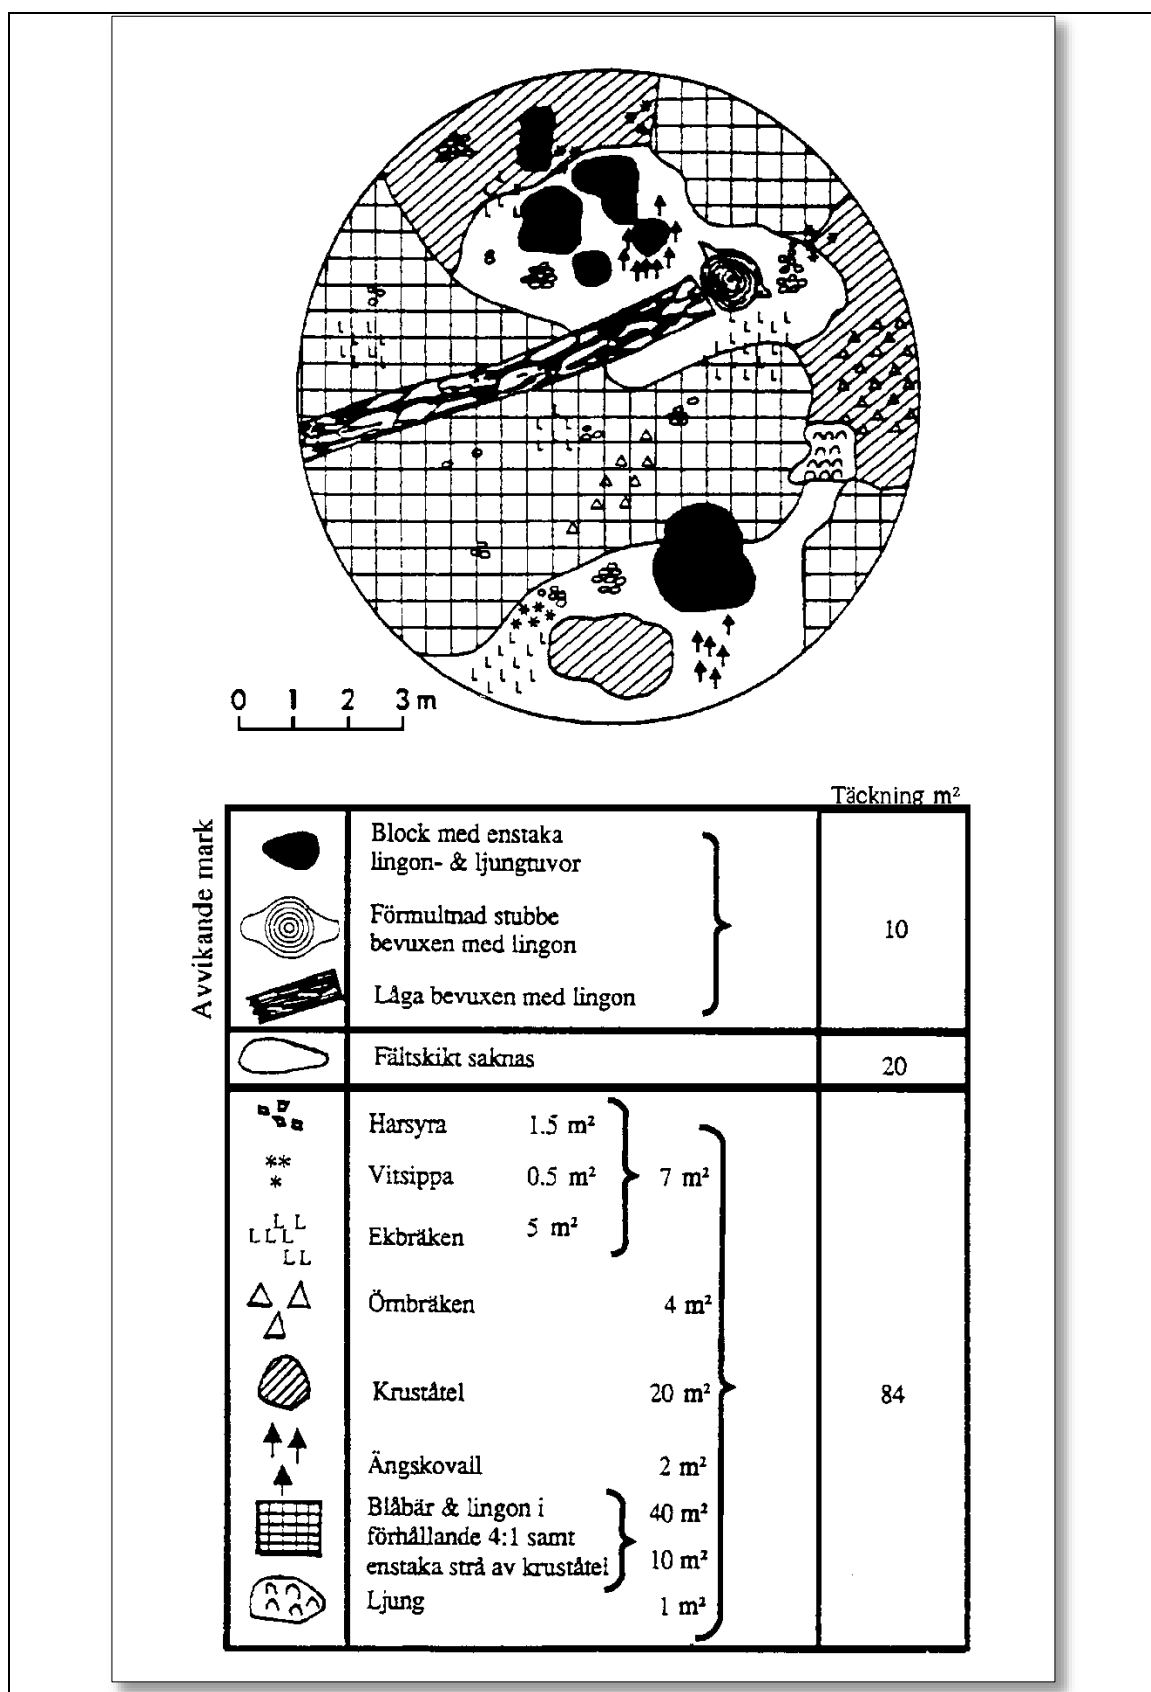 0 1 2 3 m
Täckning m²
Avvikande mark
Block med enstaka
lingon- & ljungtuvor
Förmultnad stubbe
bevuxen med lingon
10
Låga bevuxen med lingon
Fältskikt saknas 20
Harsyra 1.5 m²
Vitsippa 0.5 m² 7 m²
Ekbräken 5 m²
Örnbräken 4 m²
Kruståtel 20 m² 84
Ängskovall 2 m²
Blåbär & lingon i 40 m²
förhållande 4:1 samt
enstaka strå av kruståtel 10 m²
Ljung 1 m²